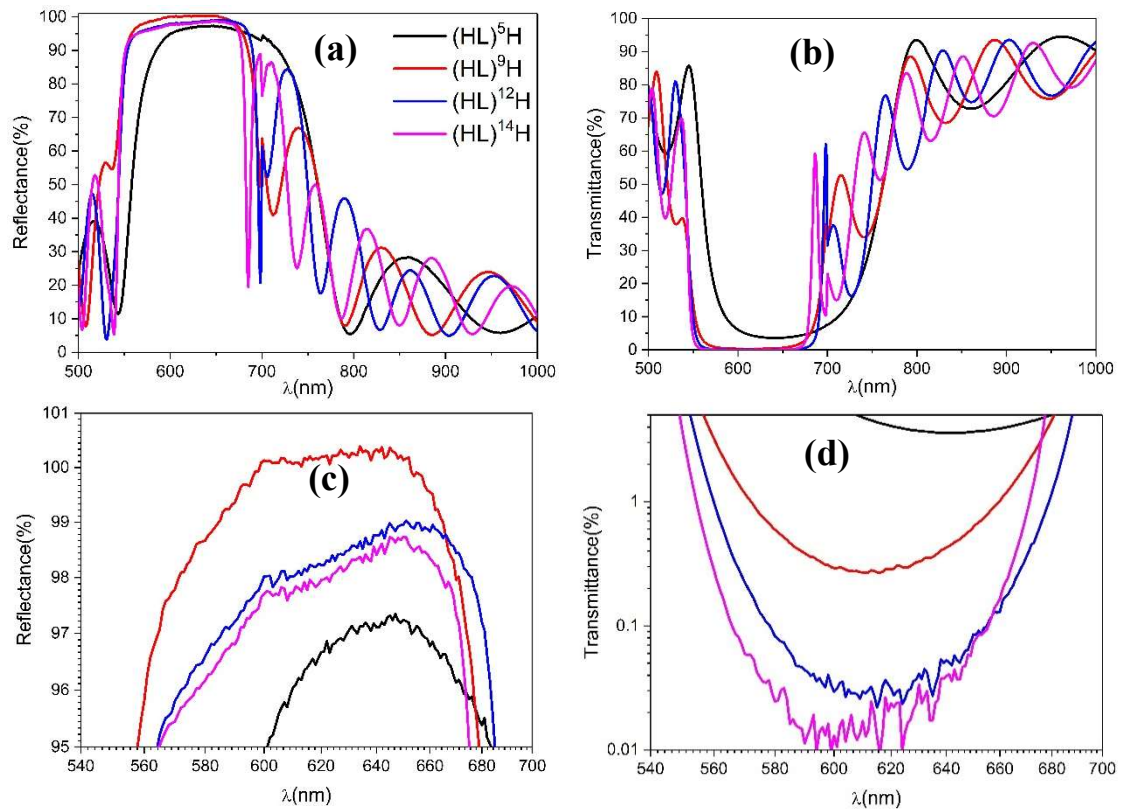 (a)
(HL)⁵H
(HL)⁹H
(HL)¹²H
(HL)¹⁴H
Reflectance(%)
100
90
80
70
60
50
40
30
20
10
0
500 600 700 800 900 1000
λ(nm)
(b)
Transmittance(%)
100
90
80
70
60
50
40
30
20
10
0
500 600 700 800 900 1000
λ(nm)
(c)
Reflectance(%)
101
100
99
98
97
96
95
540 560 580 600 620 640 660 680 700
λ(nm)
(d)
Transmittance(%)
1
0.1
0.01
540 560 580 600 620 640 660 680 700
λ(nm)